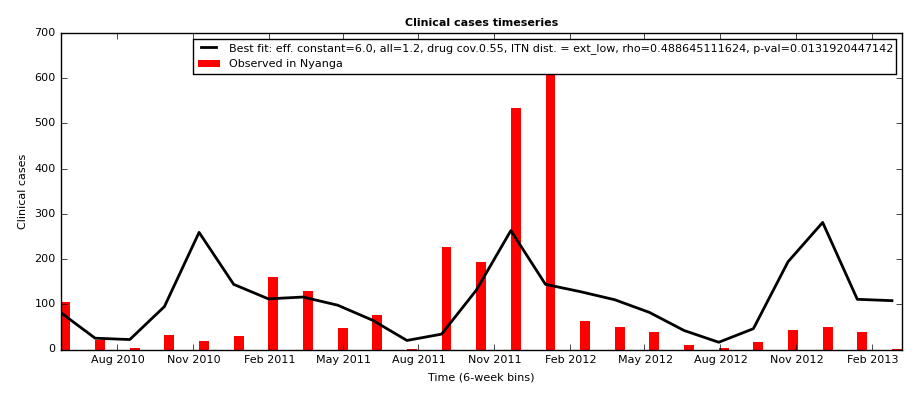 Clinical cases timeseries
Best fit: eff. constant=6.0, all=1.2, drug cov.0.55, ITN dist. = ext_low, rho=0.488645111624, p-val=0.0131920447142
Observed in Nyanga
Clinical cases
700
600
500
400
300
200
100
0
Aug 2010 Nov 2010 Feb 2011 May 2011 Aug 2011 Nov 2011 Feb 2012 May 2012 Aug 2012 Nov 2012 Feb 2013
Time (6-week bins)